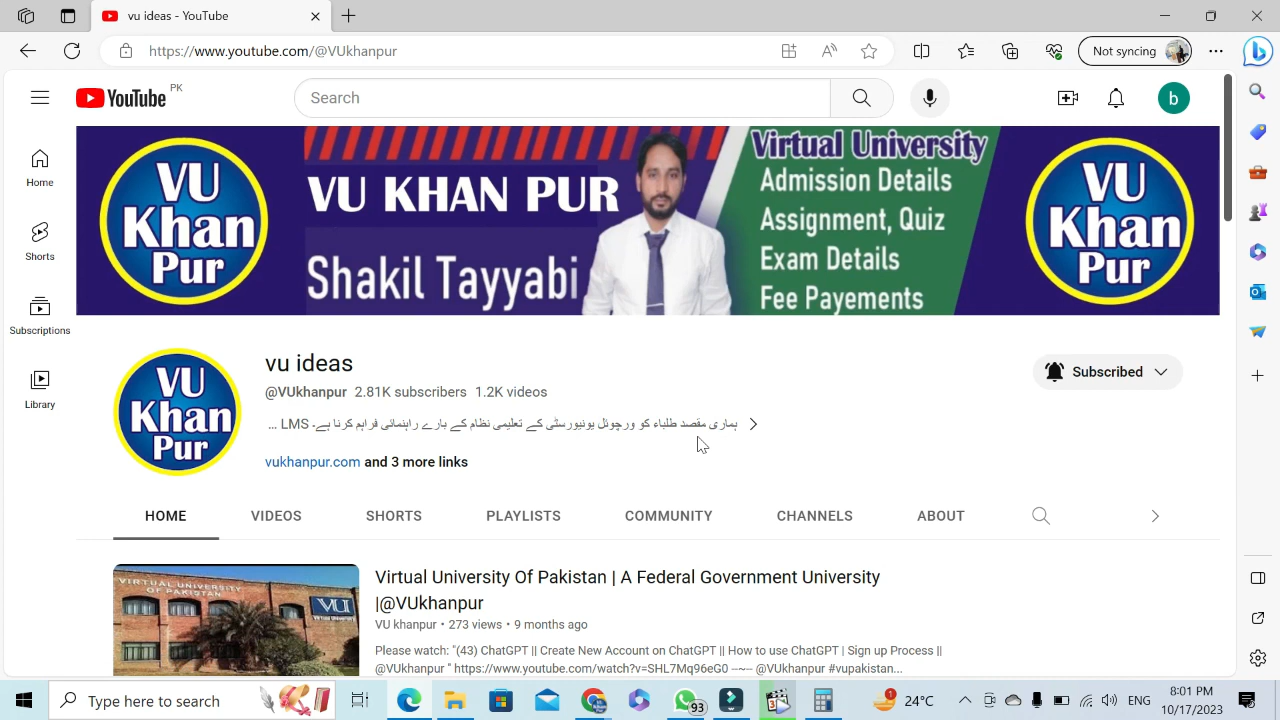 vu ideas - YouTube
https://www.youtube.com/@VUkhanpur
Not syncing
YouTube PK
Search
b
VU Khan Pur
VU KHAN PUR
Shakil Tayyabi
Virtual University
Admission Details
Assignment, Quiz
Exam Details
Fee Payements
VU Khan Pur
Home
Shorts
Subscriptions
Library
VU Khan Pur
vu ideas
@VUkhanpur 2.81K subscribers 1.2K videos
ہماری مقصد طلباء کو ورچوئل یونیورسٹی کے تعلیمی نظام کے بارے راہنمائی فراہم کرنا ہے۔ LMS ...
vukhanpur.com and 3 more links
Subscribed
HOME VIDEOS SHORTS PLAYLISTS COMMUNITY CHANNELS ABOUT
VIRTUAL UNIVERSITY
OF PAKISTAN
VU
Virtual University Of Pakistan | A Federal Government University
|@VUkhanpur
VU khanpur • 273 views • 9 months ago
Please watch: "(43) ChatGPT || Create New Account on ChatGPT || How to use ChatGPT | Sign up Process ||
@VUkhanpur " https://www.youtube.com/watch?v=SHL7Mq96eG0 --~-- @VUkhanpur #vupakistan...
Type here to search
93
1
24°C
ENG
8:01 PM
10/17/2023